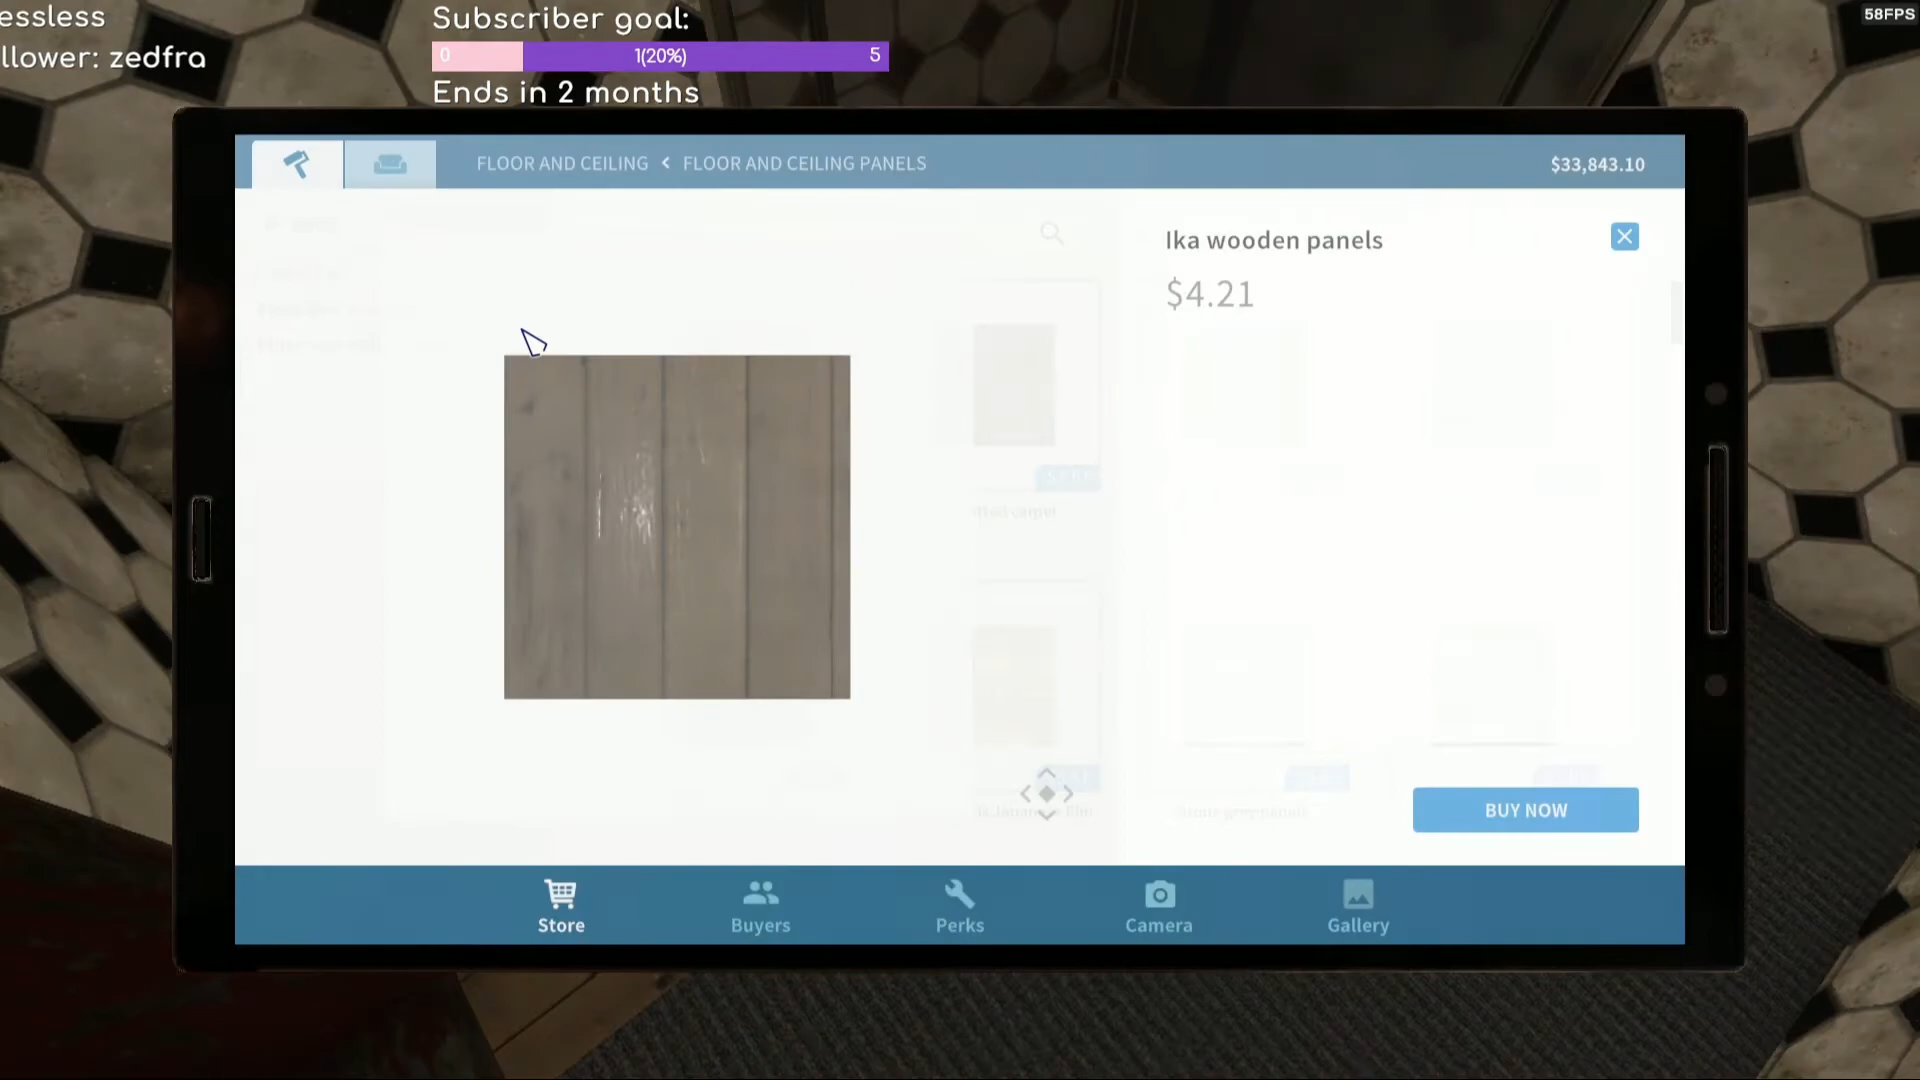 essless
Subscriber goal:
58FPS
llower: zedfra
0 1(20%) 5
Ends in 2 months
FLOOR AND CEILING < FLOOR AND CEILING PANELS
$33,843.10
Ika wooden panels
$4.21
BUY NOW
Store
Buyers
Perks
Camera
Gallery